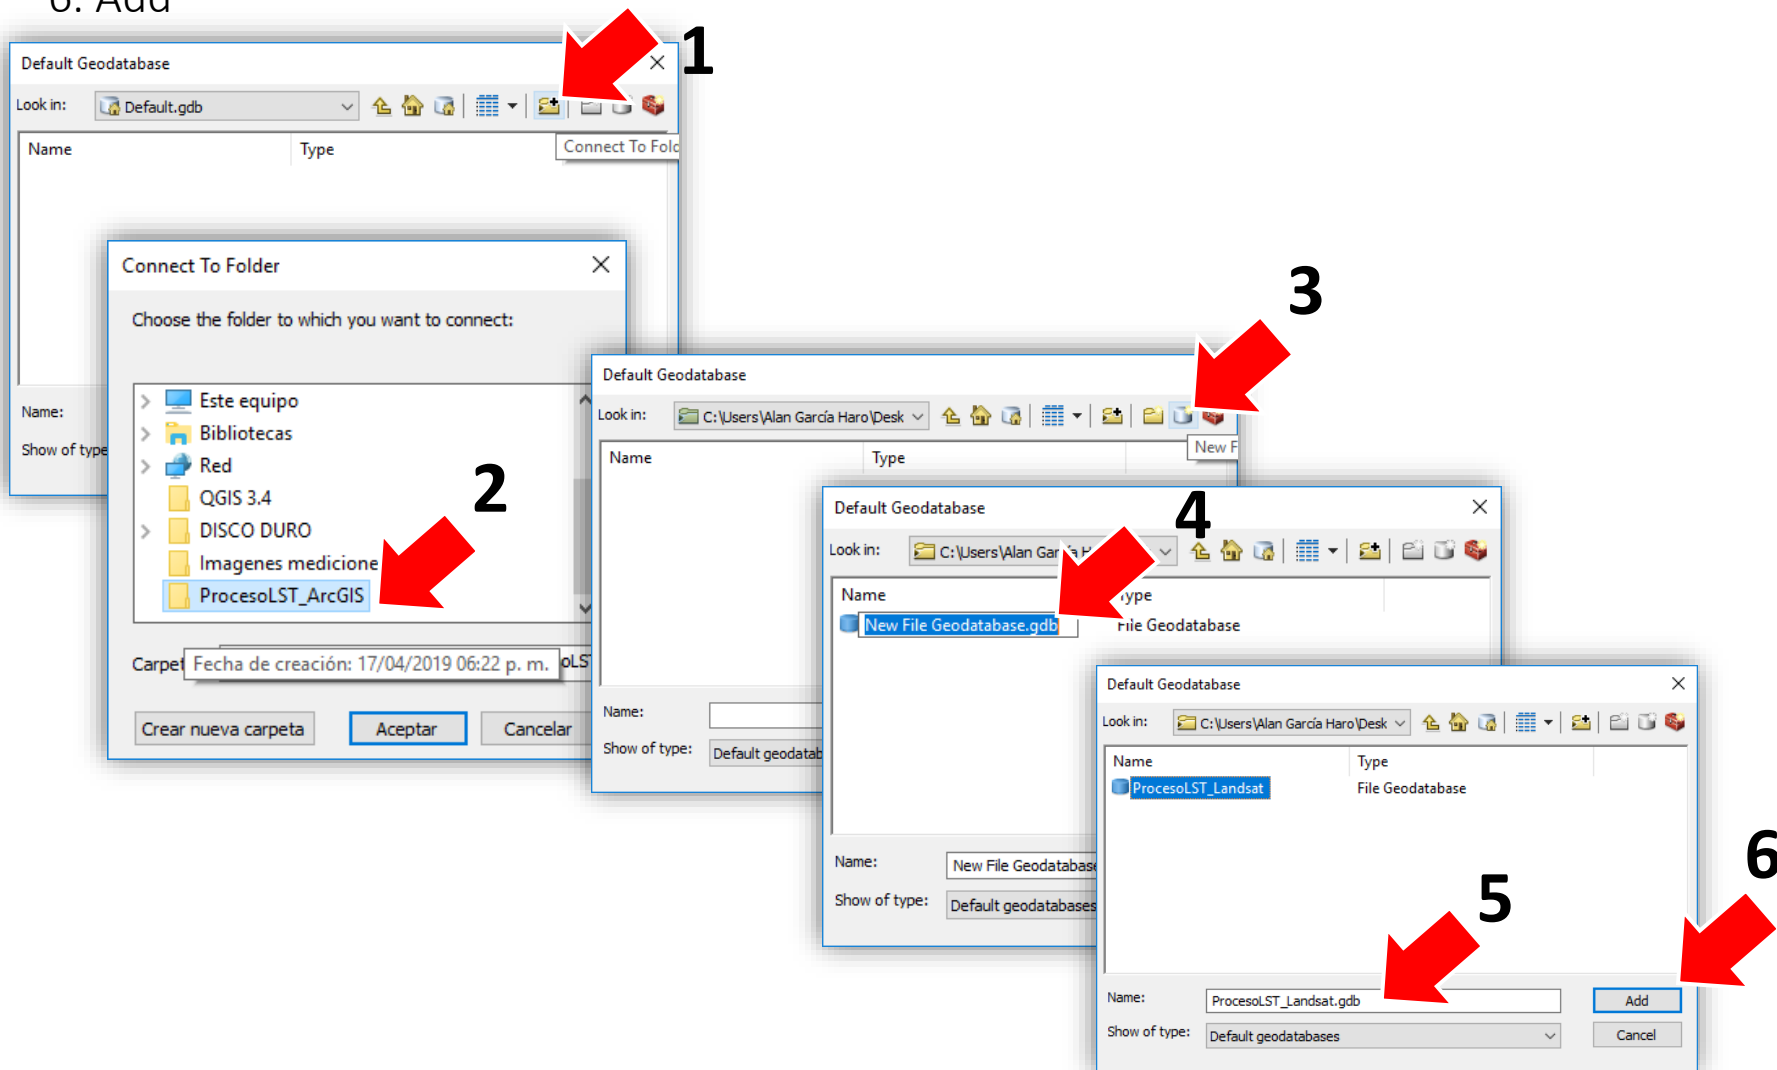 6. Add
1
Default Geodatabase
Look in: Default.gdb
Connect To Fold
Name Type
Name:
Show of type
Connect To Folder
Choose the folder to which you want to connect:
Este equipo
Bibliotecas
Red
QGIS 3.4
DISCO DURO
Imagenes medicione
ProcesoLST_ArcGIS
2
Carpet
Fecha de creación: 17/04/2019 06:22 p. m.
oLST
Crear nueva carpeta Aceptar Cancelar
3
Default Geodatabase
Look in: C:\Users\Alan García Haro\Desk
New F
Name Type
Name:
Show of type: Default geodatab
4
Default Geodatabase
Look in: C:\Users\Alan García H
Name Type
New File Geodatabase.gdb File Geodatabase
Name: New File Geodatabase
Show of type: Default geodatabases
Default Geodatabase
Look in: C:\Users\Alan García Haro\Desk
Name Type
ProcesoLST_Landsat File Geodatabase
5
6
Name: ProcesoLST_Landsat.gdb Add
Show of type: Default geodatabases Cancel